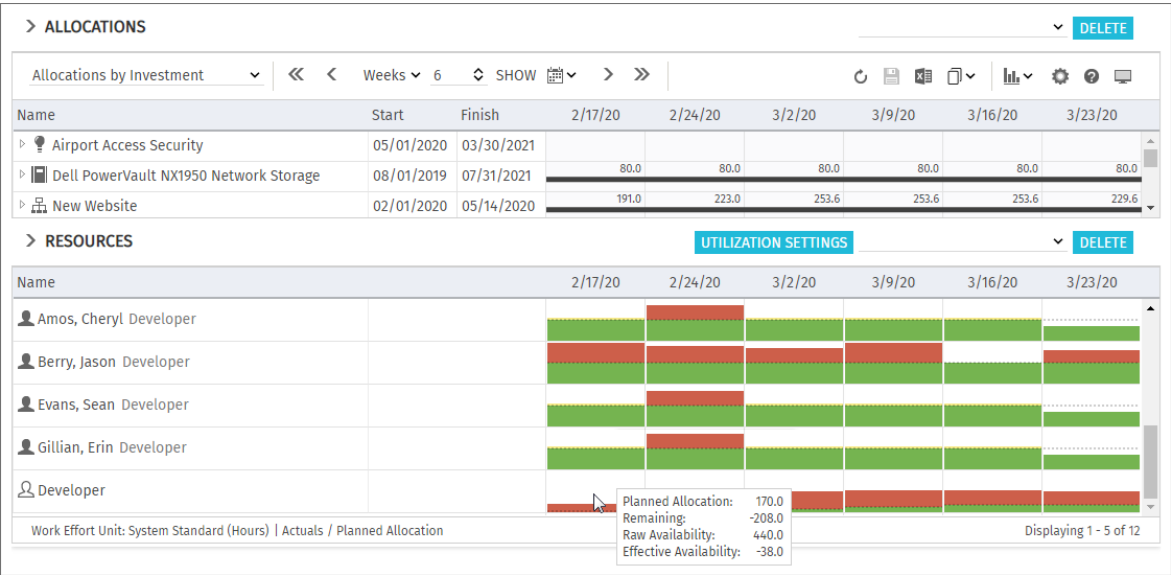 ALLOCATIONS
DELETE
Allocations by Investment Weeks 6 SHOW
Name Start Finish 2/17/20 2/24/20 3/2/20 3/9/20 3/16/20 3/23/20
Airport Access Security 05/01/2020 03/30/2021
Dell PowerVault NX1950 Network Storage 08/01/2019 07/31/2021 80.0 80.0 80.0 80.0 80.0 80.0
New Website 02/01/2020 05/14/2020 191.0 223.0 253.6 253.6 253.6 229.6
RESOURCES UTILIZATION SETTINGS DELETE
Name 2/17/20 2/24/20 3/2/20 3/9/20 3/16/20 3/23/20
Amos, Cheryl Developer
Berry, Jason Developer
Evans, Sean Developer
Gillian, Erin Developer
Developer
Planned Allocation: 170.0
Remaining: -208.0
Raw Availability: 440.0
Effective Availability: -38.0
Work Effort Unit: System Standard (Hours) | Actuals / Planned Allocation Displaying 1 - 5 of 12